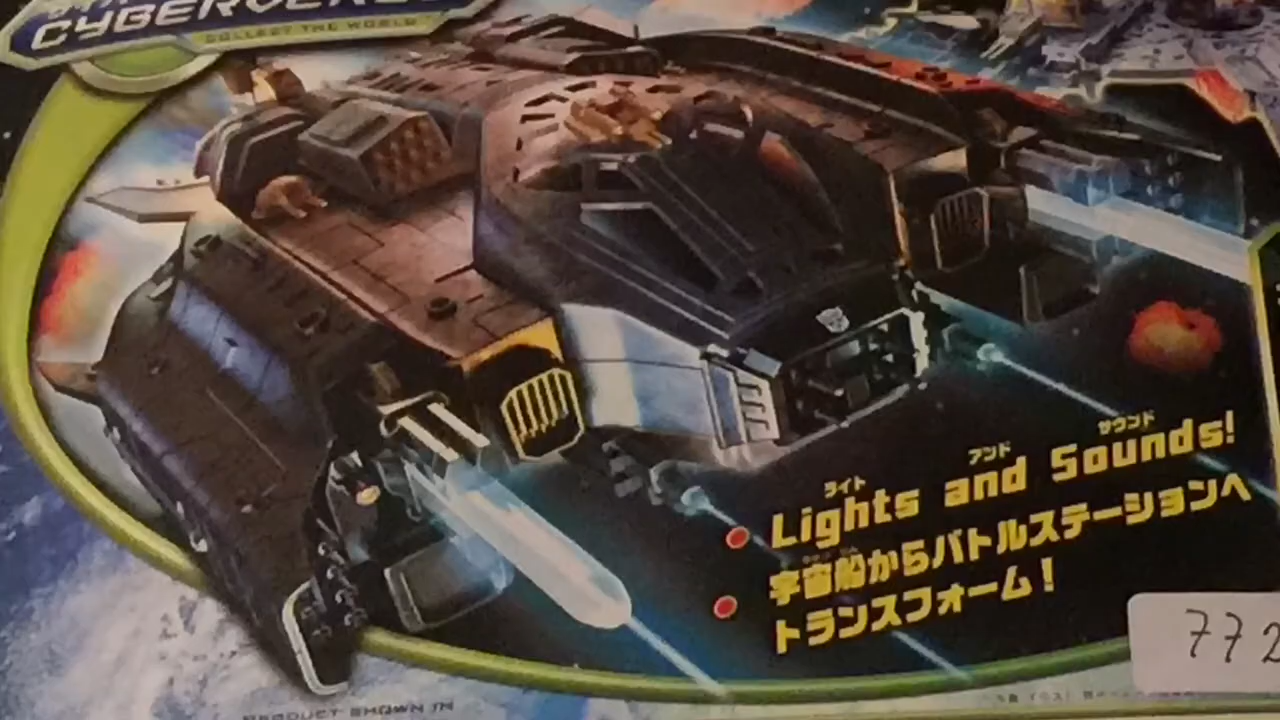 CYBERVERSE
COLLECT THE WORLD
ライト アンド サウンド
Lights and Sounds!
宇宙船からバトルステーションへ
トランスフォーム!
772
PRODUCT SHOWN IN